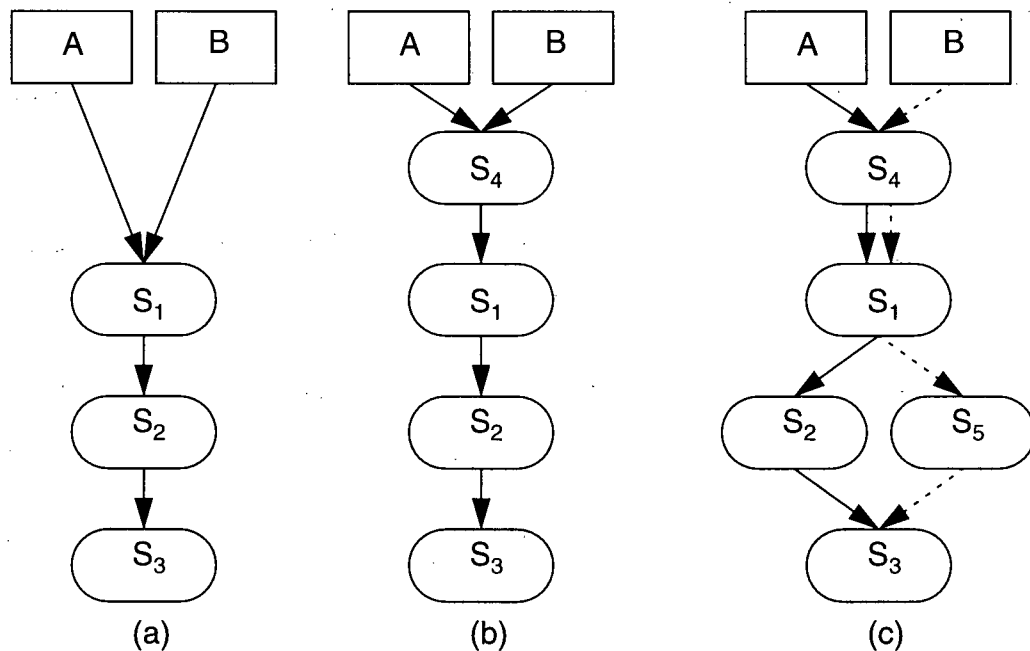 A B A B A B
S4 S4
S1 S1 S1
S2 S2 S2 S5
S3 S3 S3
(a) (b) (c)